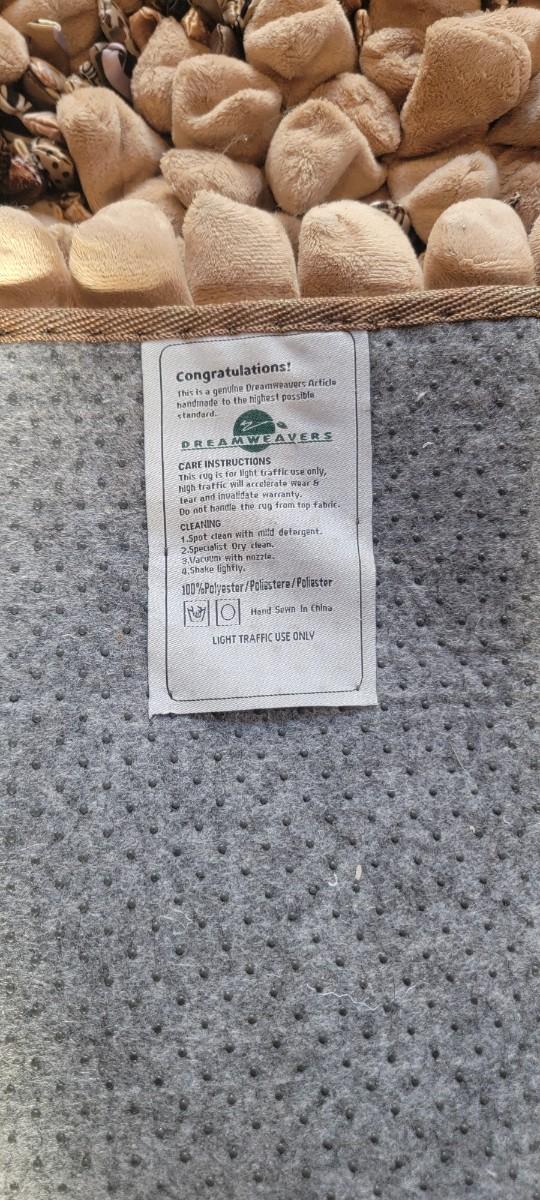 Congratulations!
This is a genuine Dreamweavers Article
handmade to the highest possible
standard.
DREAMWEAVERS
CARE INSTRUCTIONS
This rug is for light traffic use only,
high traffic will accelerate wear &
tear and invalidate warranty.
Do not handle the rug from top fabric.
CLEANING
1.Spot clean with mild detergent.
2.Specialist Dry clean.
3.Vacuum with nozzle.
4.Shake lightly.
100%Polyester/Poliestere/Poliester
Hand Sewn In China
LIGHT TRAFFIC USE ONLY